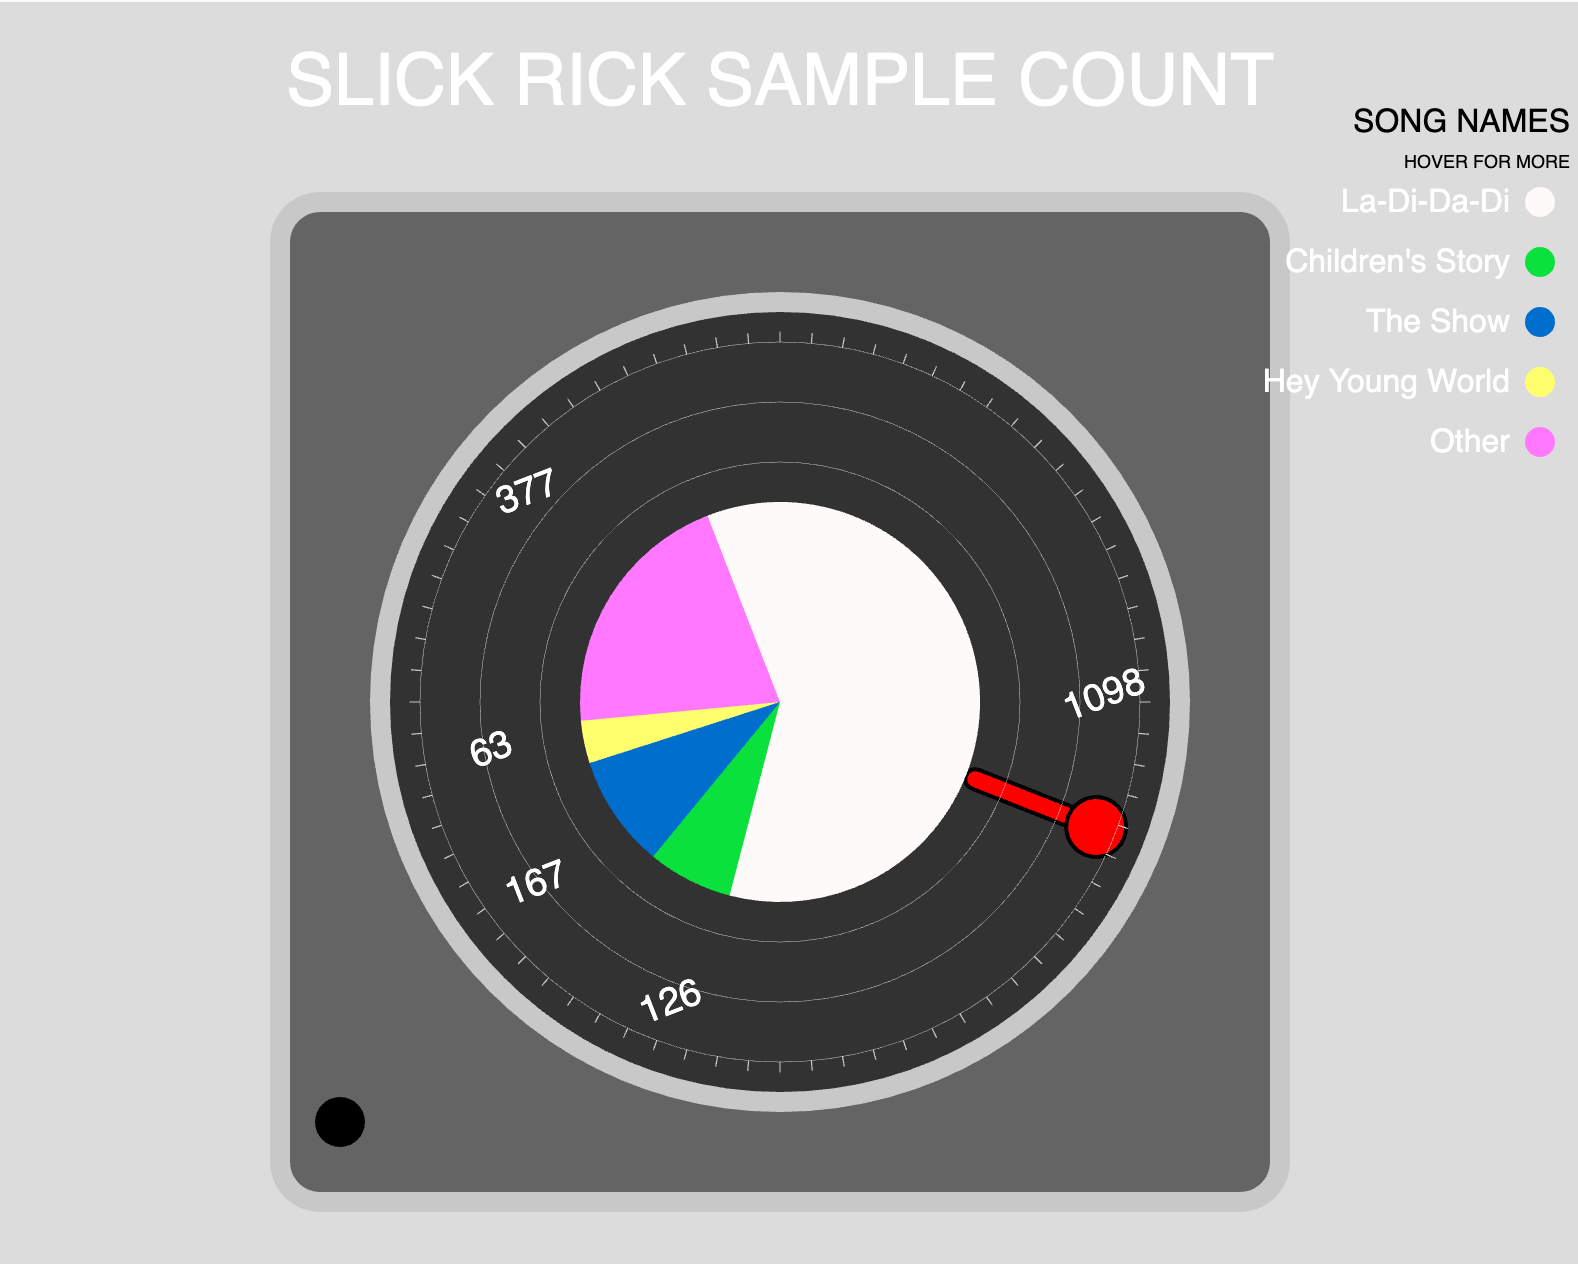 SLICK RICK SAMPLE COUNT
SONG NAMES
HOVER FOR MORE
La-Di-Da-Di
Children's Story
The Show
Hey Young World
Other
377
1098
63
167
126